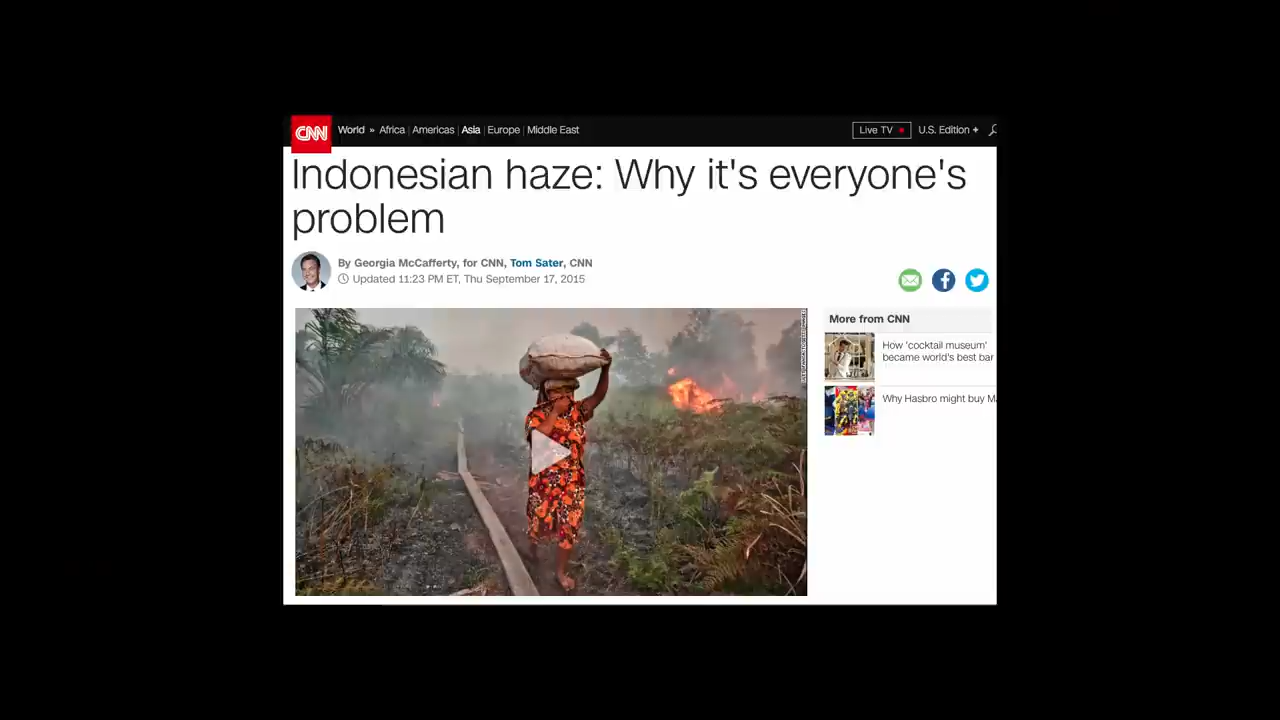 CNN World » Africa | Americas | Asia | Europe | Middle East Live TV U.S. Edition +
Indonesian haze: Why it's everyone's
problem
By Georgia McCafferty, for CNN, Tom Sater, CNN
Updated 11:23 PM ET, Thu September 17, 2015
More from CNN
How 'cocktail museum'
became world's best bar
Why Hasbro might buy